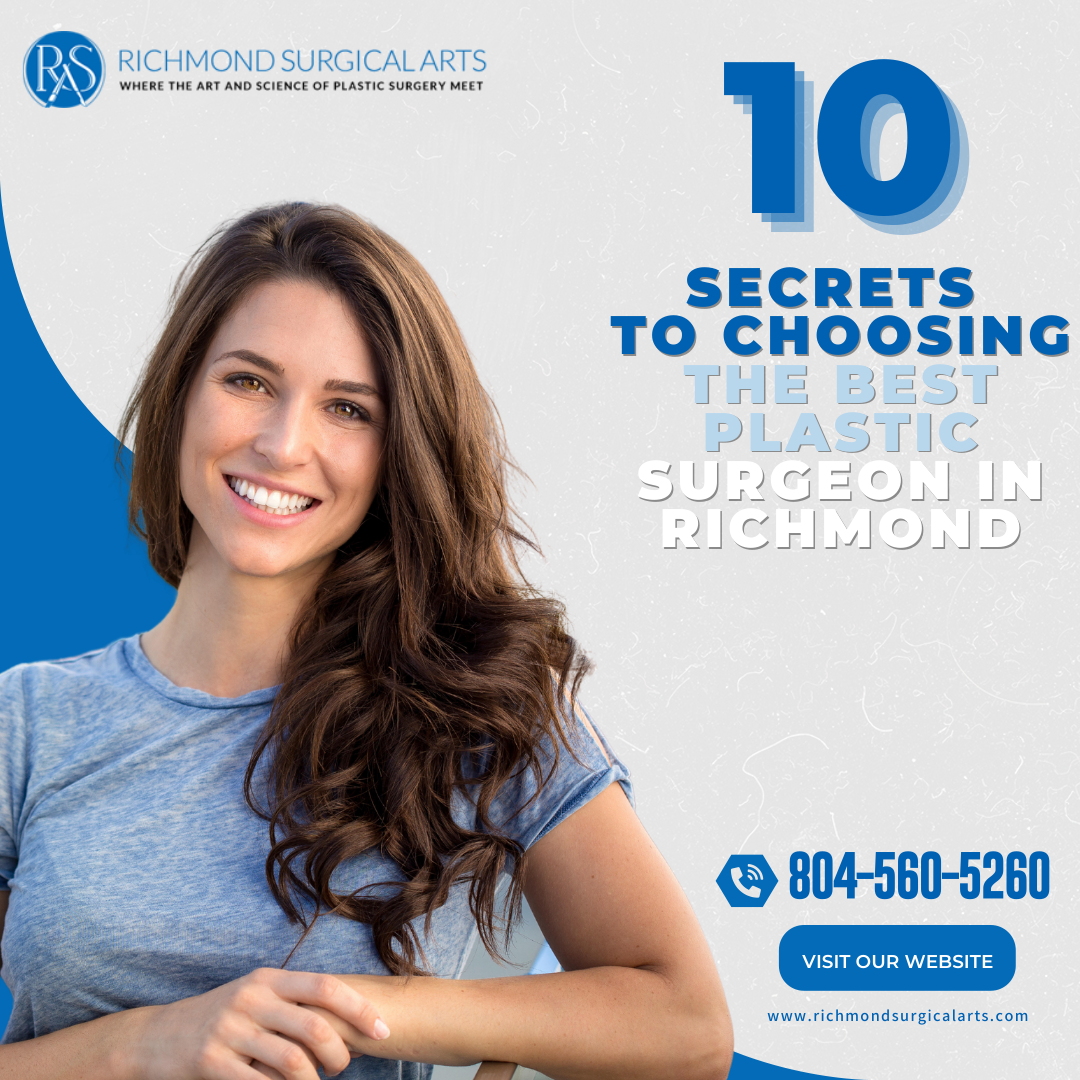 RAS
RICHMOND SURGICAL ARTS
WHERE THE ART AND SCIENCE OF PLASTIC SURGERY MEET
10
SECRETS
TO CHOOSING
THE BEST
PLASTIC
SURGEON IN
RICHMOND
804-560-5260
VISIT OUR WEBSITE
www.richmondsurgicalarts.com